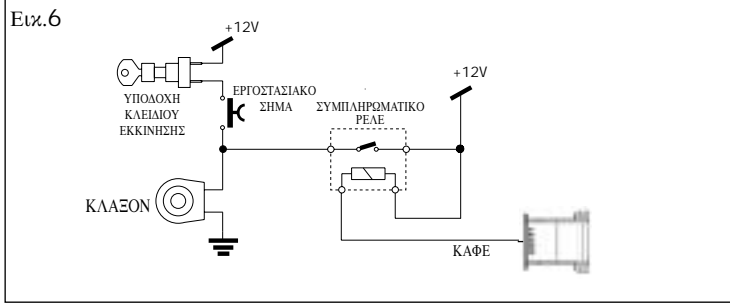 Εικ.6
+12V
+12V
ΥΠΟΔΟΧΗ
ΚΛΕΙΔΙΟΥ
ΕΚΚΙΝΗΣΗΣ
ΕΡΓΟΣΤΑΣΙΑΚΟ
ΣΗΜΑ
ΣΥΜΠΛΗΡΩΜΑΤΙΚΟ
ΡΕΛΕ
ΚΛΑΞΟΝ
ΚΑΦΕ